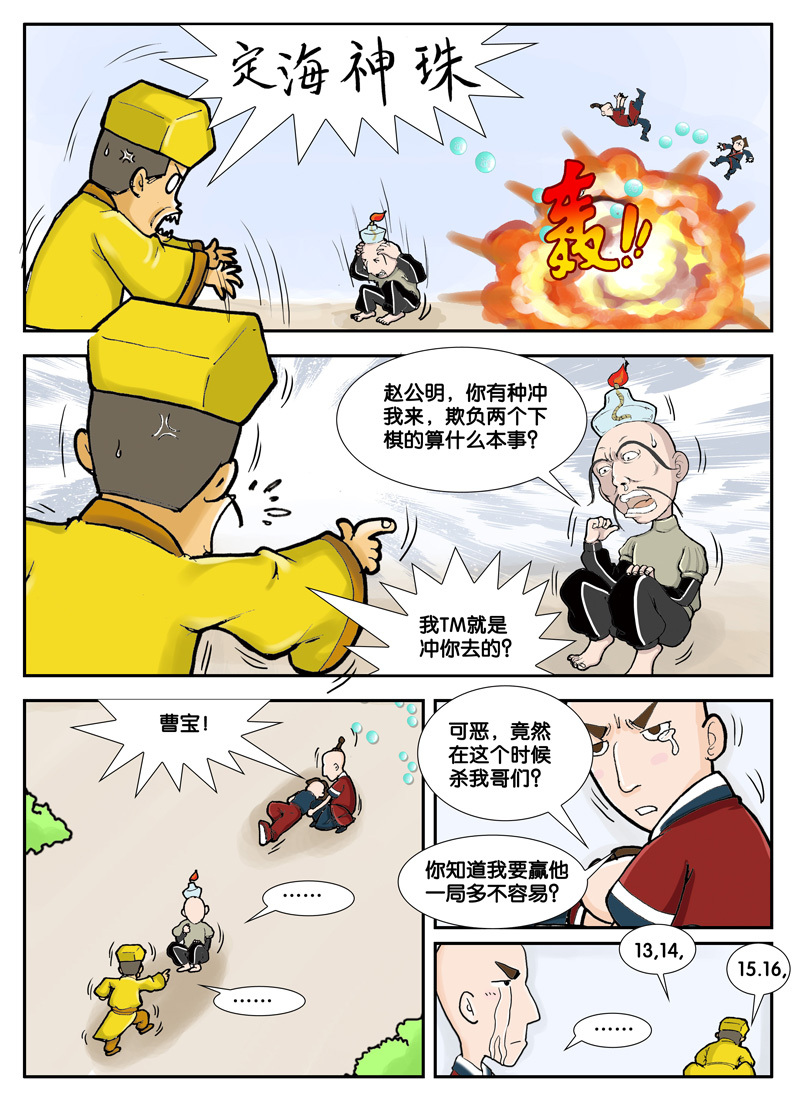 定海神珠
轰!!
赵公明，你有种冲
我来，欺负两个下
棋的算什么本事？
我TM就是
冲你去的？
曹宝！
……
……
可恶，竟然
在这个时候
杀我哥们？
你知道我要赢他
一局多不容易？
13,14,
15.16,
……